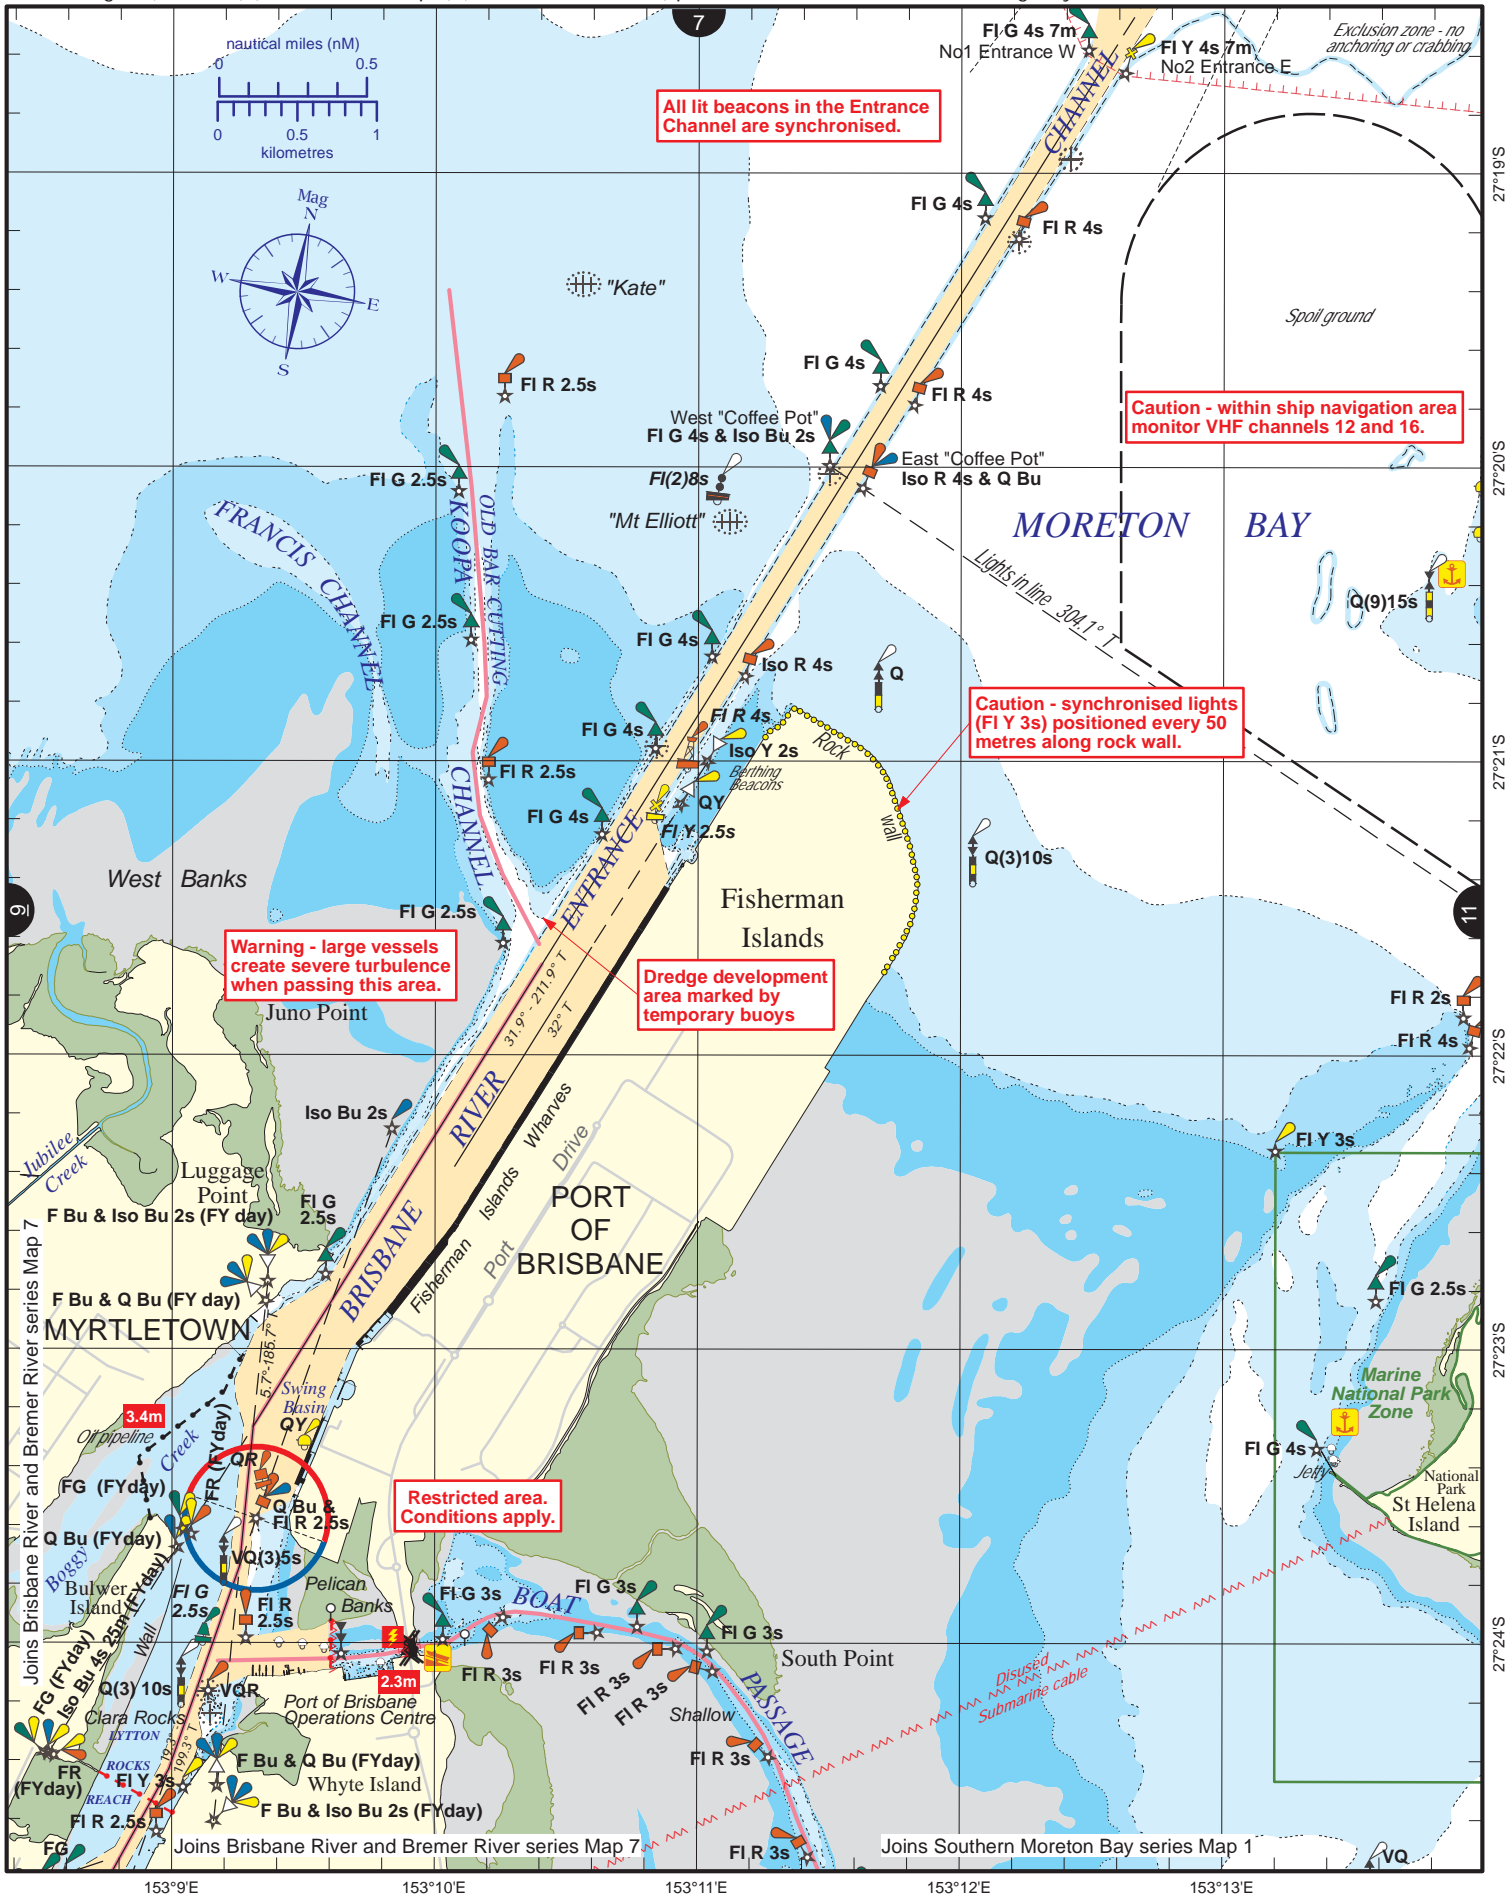 7
nautical miles (nM)
0 0.5
0 0.5 1
kilometres
Mag
N
W
E
S
All lit beacons in the Entrance
Channel are synchronised.
Fl G 4s 7m
No1 Entrance W
Fl Y 4s 7m
No2 Entrance E
Exclusion zone - no
anchoring or crabbing
CHANNEL
27°19'S
Fl G 4s
Fl R 4s
"Kate"
Spoil ground
Fl R 2.5s
Fl G 4s
Fl R 4s
Caution - within ship navigation area
monitor VHF channels 12 and 16.
West "Coffee Pot"
Fl G 4s & Iso Bu 2s
East "Coffee Pot"
Iso R 4s & Q Bu
27°20'S
Fl G 2.5s
Fl(2)8s
"Mt Elliott"
MORETON BAY
FRANCIS CHANNEL
KOOPA
OLD BAR CUTTING
Lights in line 304.1° T
Q(9)15s
Fl G 2.5s
Fl G 4s
Iso R 4s
Q
Caution - synchronised lights
(Fl Y 3s) positioned every 50
metres along rock wall.
Fl G 4s
Fl R 4s
Iso Y 2s
Berthing
Beacons
Rock
wall
27°21'S
Fl R 2.5s
CHANNEL
QY
Fl G 4s
Fl Y 2.5s
Q(3)10s
ENTRANCE
West Banks
Fisherman
Islands
9
11
Fl G 2.5s
Warning - large vessels
create severe turbulence
when passing this area.
Dredge development
area marked by
temporary buoys
Juno Point
31.9° - 211.9° T
32° T
Fl R 2s
Fl R 4s
27°22'S
Iso Bu 2s
RIVER
Wharves
Drive
Fl Y 3s
Jubilee
Creek
Luggage
Point
Islands
PORT
OF
BRISBANE
F Bu & Iso Bu 2s (FY day)
Fl G
2.5s
BRISBANE
Port
Fisherman
F Bu & Q Bu (FY day)
MYRTLETOWN
Fl G 2.5s
27°23'S
Joins Brisbane River and Bremer River series Map 7
5.7°-185.7° T
Swing
Basin
Marine
National Park
Zone
3.4m
Oil pipeline
Creek
QY
FR (FYday)
QR
Fl G 4s
Jetty
FG (FYday)
Restricted area.
Conditions apply.
National
Park
St Helena
Island
Q Bu &
Fl R 2.5s
Q Bu (FYday)
VQ(3)5s
Boggy
Bulwer
Island
Fl G
2.5s
Fl R
2.5s
Pelican
Banks
Fl G 3s
BOAT
Fl G 3s
Fl G 3s
27°24'S
Wall
Iso Bu 4s 25m (FYday)
FG (FYday)
South Point
Fl R 3s
Fl R 3s
Fl R 3s
Fl R 3s
2.3m
Q(3) 10s
VQR
Port of Brisbane
Operations Centre
Clara Rocks
Shallow
PASSAGE
Disused
Submarine cable
LYTTON
ROCKS
REACH
19.3°
199.3° T
Fl R 3s
F Bu & Q Bu (FYday)
FR
(FYday)
Fl Y 3s
Whyte Island
F Bu & Iso Bu 2s (FYday)
Fl R 2.5s
FG
Joins Brisbane River and Bremer River series Map 7
Fl R 3s
Joins Southern Moreton Bay series Map 1
VQ
153°9'E
153°10'E
153°11'E
153°12'E
153°13'E